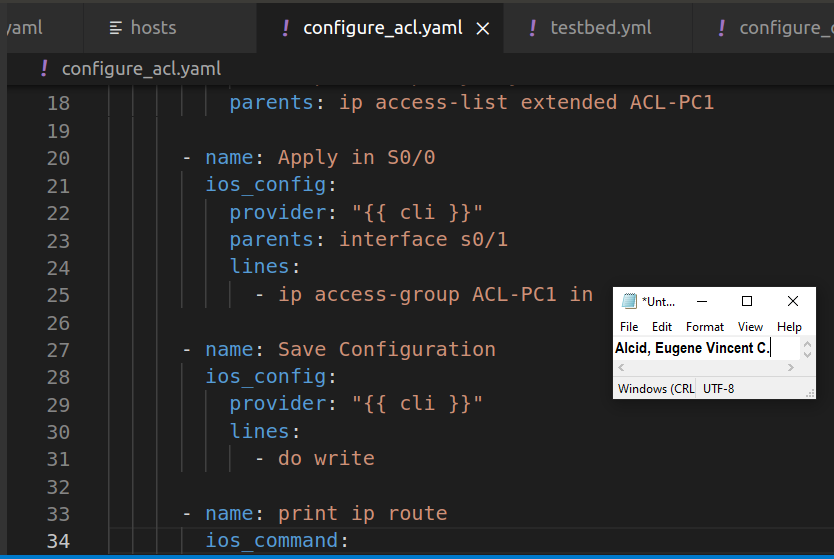 yaml hosts ! configure_acl.yaml ! testbed.yml ! configure_
! configure_acl.yaml
18 parents: ip access-list extended ACL-PC1
19
20 - name: Apply in S0/0
21 ios_config:
22 provider: "{{ cli }}"
23 parents: interface s0/1
24 lines:
25 - ip access-group ACL-PC1 in
26
27 - name: Save Configuration
28 ios_config:
29 provider: "{{ cli }}"
30 lines:
31 - do write
32
33 - name: print ip route
34 ios_command:
*Unt...
File Edit Format View Help
Alcid, Eugene Vincent C.
Windows (CRL UTF-8